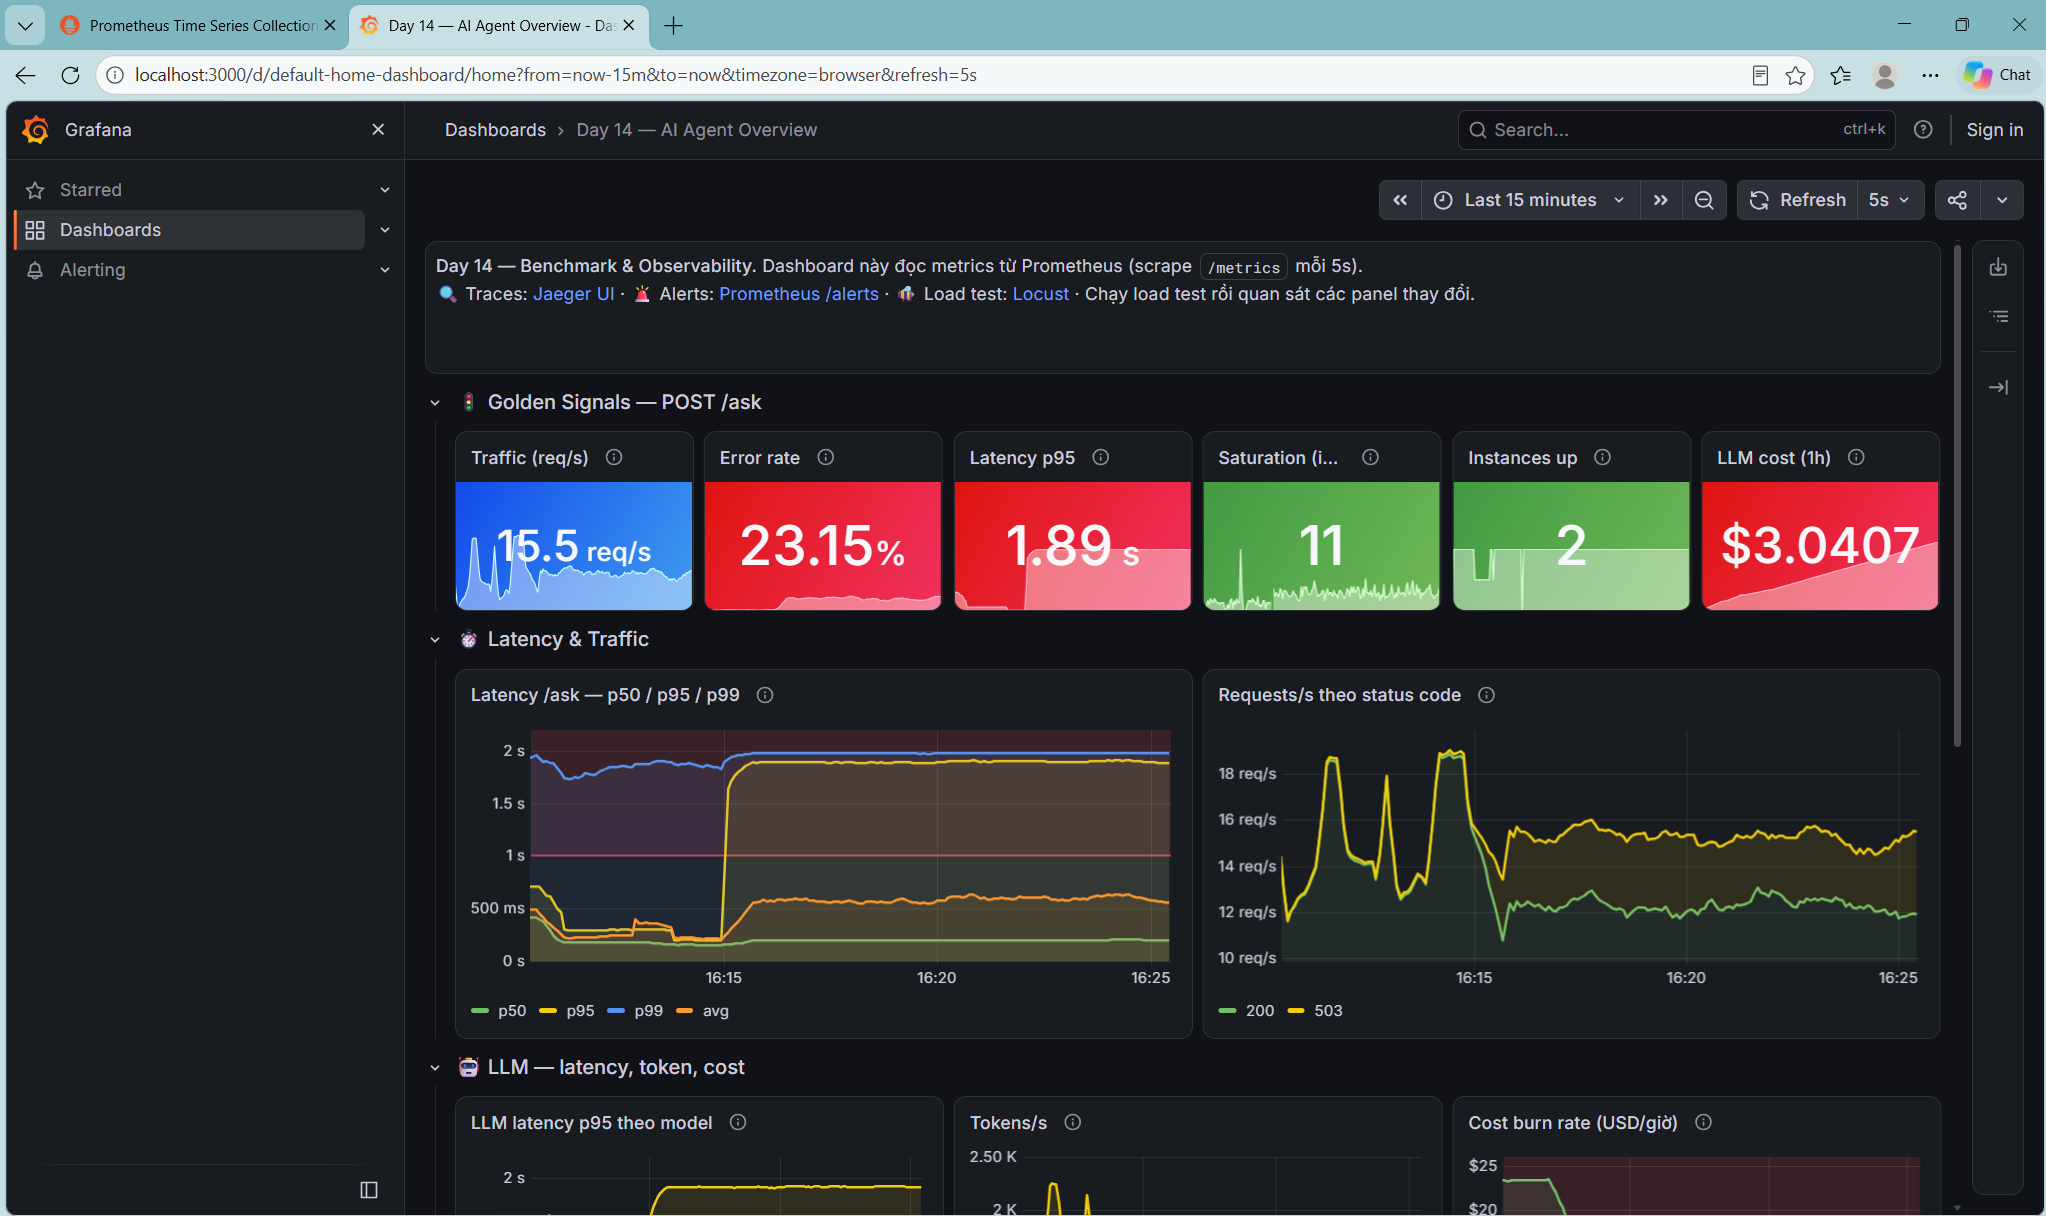 Prometheus Time Series Collection
Day 14 — AI Agent Overview - Das
localhost:3000/d/default-home-dashboard/home?from=now-15m&to=now&timezone=browser&refresh=5s
Chat
Grafana
Dashboards › Day 14 — AI Agent Overview
Search...
ctrl+k
Sign in
Starred
Dashboards
Alerting
Last 15 minutes
Refresh
5s
Day 14 — Benchmark & Observability. Dashboard này đọc metrics từ Prometheus (scrape /metrics mỗi 5s).
🔍 Traces: Jaeger UI · 🚨 Alerts: Prometheus /alerts · 🐝 Load test: Locust · Chạy load test rồi quan sát các panel thay đổi.
🚦 Golden Signals — POST /ask
Traffic (req/s)
15.5 req/s
Error rate
23.15%
Latency p95
1.89 s
Saturation (i...
11
Instances up
2
LLM cost (1h)
$3.0407
⏱ Latency & Traffic
Latency /ask — p50 / p95 / p99
2 s
1.5 s
1 s
500 ms
0 s
16:15
16:20
16:25
p50
p95
p99
avg
Requests/s theo status code
18 req/s
16 req/s
14 req/s
12 req/s
10 req/s
16:15
16:20
16:25
200
503
🤖 LLM — latency, token, cost
LLM latency p95 theo model
2 s
Tokens/s
2.50 K
2 K
Cost burn rate (USD/giờ)
$25
$20